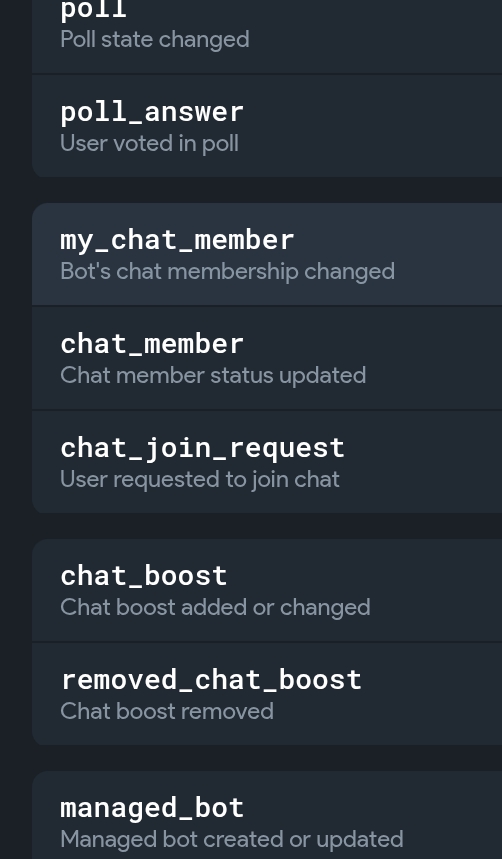 poll
Poll state changed
poll_answer
User voted in poll
my_chat_member
Bot's chat membership changed
chat_member
Chat member status updated
chat_join_request
User requested to join chat
chat_boost
Chat boost added or changed
removed_chat_boost
Chat boost removed
managed_bot
Managed bot created or updated